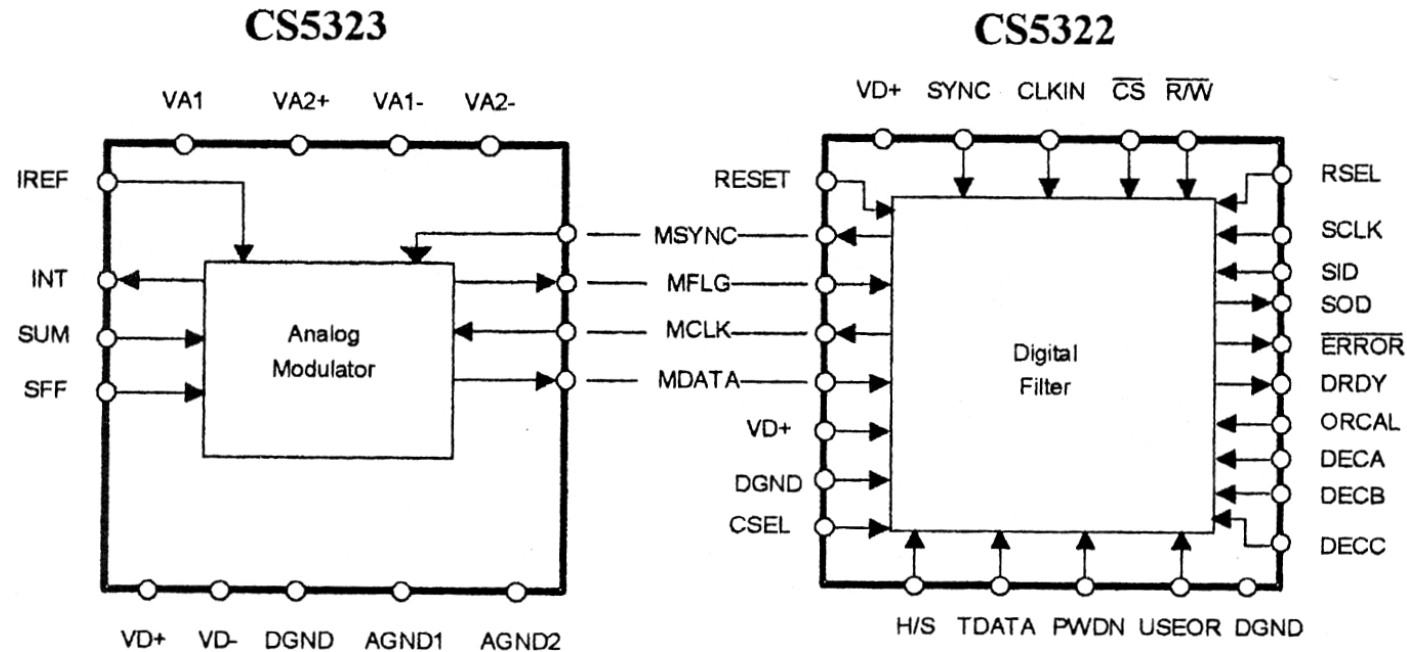 CS5323
CS5322
VA1 VA2+ VA1- VA2-
VD+ SYNC CLKIN C̅S̅ R̅/̅W̅
IREF
INT
SUM
SFF
Analog
Modulator
VD+ VD- DGND AGND1 AGND2
RESET
MSYNC
MFLG
MCLK
MDATA
VD+
DGND
CSEL
Digital
Filter
RSEL
SCLK
SID
SOD
E̅R̅R̅O̅R̅
DRDY
ORCAL
DECA
DECB
DECC
H/S TDATA PWDN USEOR DGND